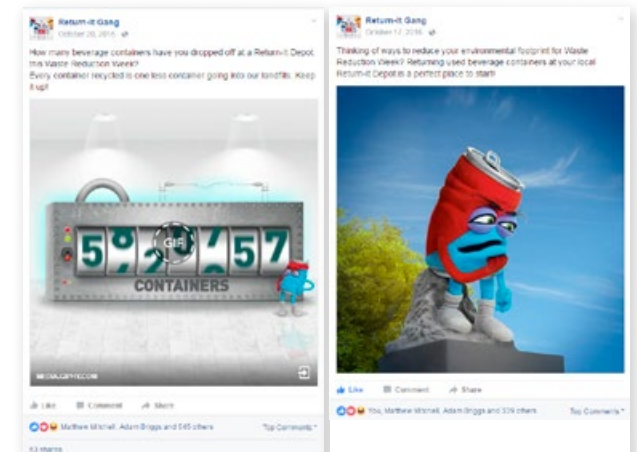 Return-It Gang
October 20, 2016
How many beverage containers have you dropped off at a Return-It Depot
this Waste Reduction Week?
Every container recycled is one less container going into our landfills. Keep
it up!
GIF
CONTAINERS
Like Comment Share
Matthew Mitchell, Adam Briggs and 545 others
Top Comments
Return-It Gang
October 17, 2016
Thinking of ways to reduce your environmental footprint for Waste
Reduction Week? Returning used beverage containers at your local
Return-It Depot is a perfect place to start!
Like Comment Share
You, Matthew Mitchell, Adam Briggs and 329 others
Top Comments